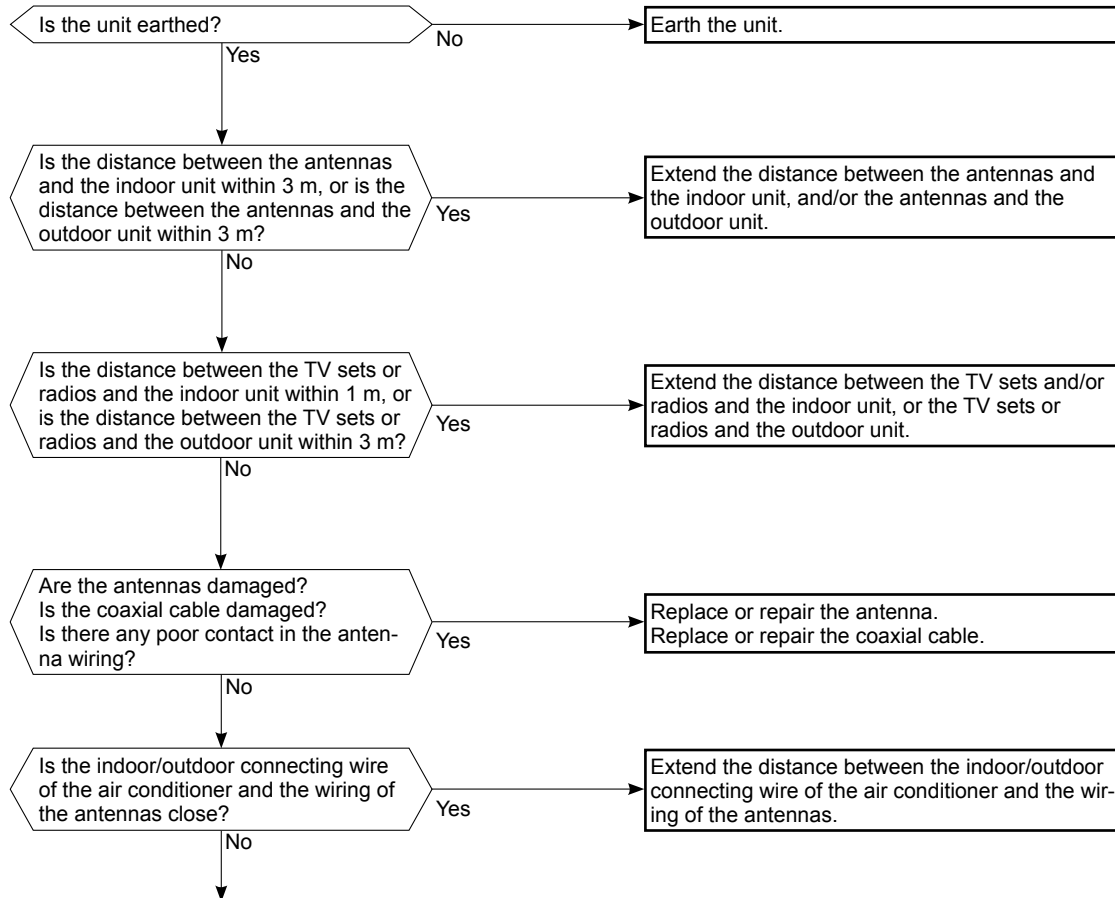 Is the unit earthed?
No
Earth the unit.
Yes
Is the distance between the antennas
and the indoor unit within 3 m, or is the
distance between the antennas and the
outdoor unit within 3 m?
Yes
Extend the distance between the antennas and
the indoor unit, and/or the antennas and the
outdoor unit.
No
Is the distance between the TV sets or
radios and the indoor unit within 1 m, or
is the distance between the TV sets or
radios and the outdoor unit within 3 m?
Yes
Extend the distance between the TV sets and/or
radios and the indoor unit, or the TV sets or
radios and the outdoor unit.
No
Are the antennas damaged?
Is the coaxial cable damaged?
Is there any poor contact in the anten-
na wiring?
Yes
Replace or repair the antenna.
Replace or repair the coaxial cable.
No
Is the indoor/outdoor connecting wire
of the air conditioner and the wiring of
the antennas close?
Yes
Extend the distance between the indoor/outdoor
connecting wire of the air conditioner and the wir-
ing of the antennas.
No